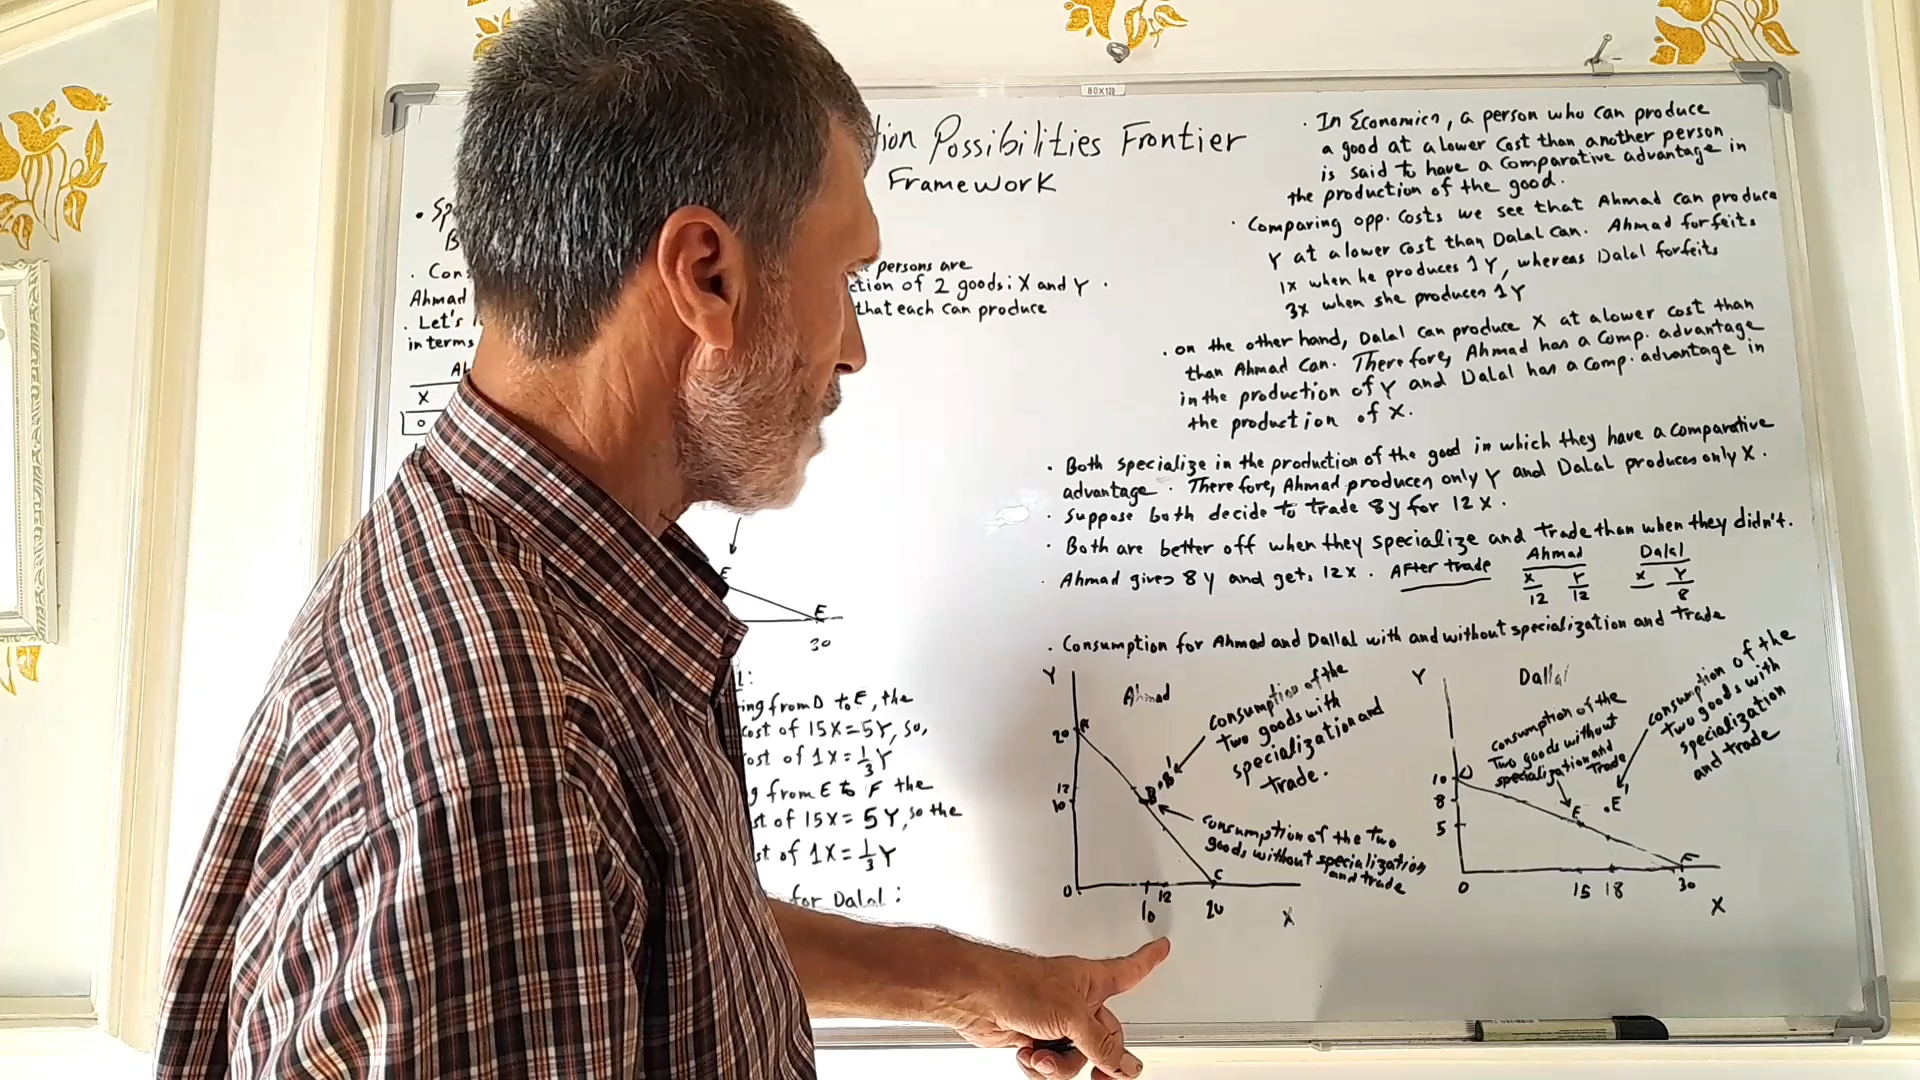 80X120
tion Possibilities Frontier
Framework
• Sp
B
persons are
. Con
ction of 2 goods: X and Y .
Ahmad
that each can produce
. Let's
in terms
X
0
E
E
30
ing from D to E, the
cost of 15X = 5Y, so,
ost of 1X = 1/3 Y
g from E to F the
st of 15X = 5Y, so the
st of 1X = 1/3 Y
for Dalal :
. In Economics, a person who can produce
a good at a lower cost than another person
is said to have a comparative advantage in
the production of the good.
. Comparing opp. costs we see that Ahmad can produce
Y at a lower cost than Dalal can. Ahmad forfeits
1X when he produces 1Y, whereas Dalal forfeits
3X when she produces 1Y
. on the other hand, Dalal can produce X at a lower cost than
than Ahmad can. Therefore, Ahmad has a comp. advantage
in the production of Y and Dalal has a comp. advantage in
the production of X.
. Both specialize in the production of the good in which they have a comparative
advantage. Therefore, Ahmad produces only Y and Dalal produces only X.
. Suppose both decide to trade 8y for 12X.
. Both are better off when they specialize and trade than when they didn't.
. Ahmad gives 8Y and gets 12X. After trade
Ahmad Dalal
X Y X Y
12 12 8
. Consumption for Ahmad and Dallal with and without specialization and trade
Y
Ahmad
consumption of the
two goods with
specialization and
trade.
20 A
B'
12
10
B
consumption of the two
goods without specialization
and trade
C
0
10 12 20 X
Y
Dallal
consumption of the
two goods without
specialization and
trade
consumption of the
two goods with
specialization
and trade
10 D
8
5
E
E'
F
0 15 18 30
X